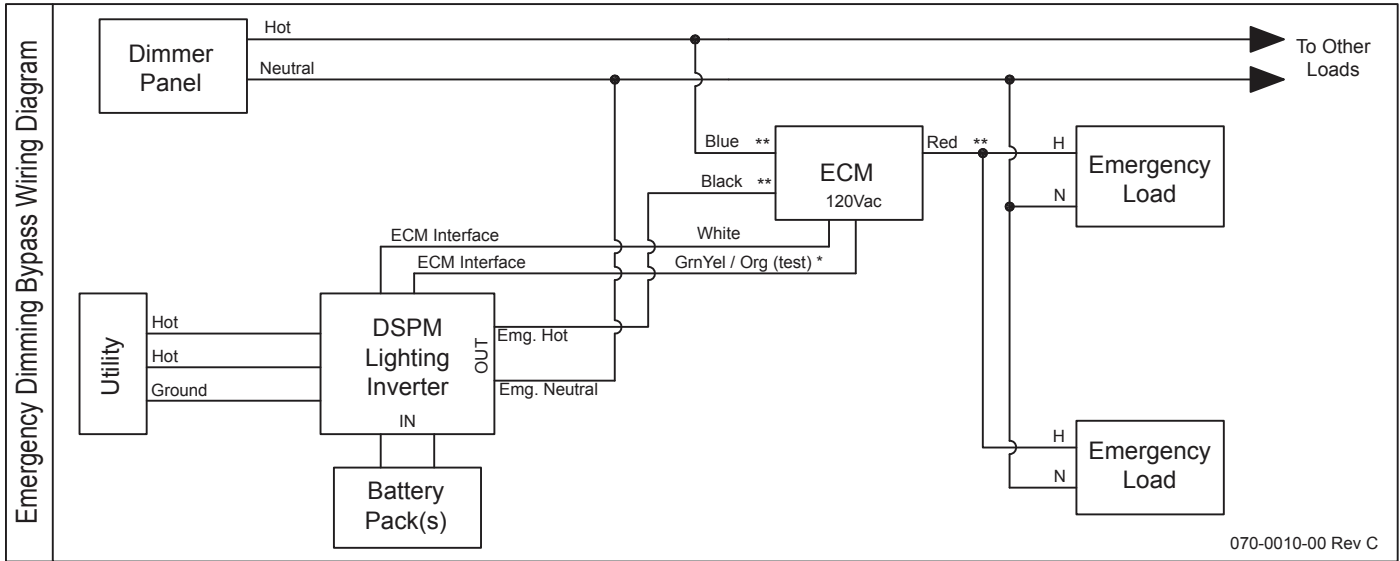 Emergency Dimming Bypass Wiring Diagram
Dimmer
Panel
Hot
Neutral
To Other
Loads
Blue **
Black **
ECM
120Vac
Red **
H
N
Emergency
Load
ECM Interface
White
ECM Interface
GrnYel / Org (test) *
Utility
Hot
Hot
Ground
DSPM
Lighting
Inverter
OUT
IN
Emg. Hot
Emg. Neutral
Battery
Pack(s)
H
N
Emergency
Load
070-0010-00 Rev C